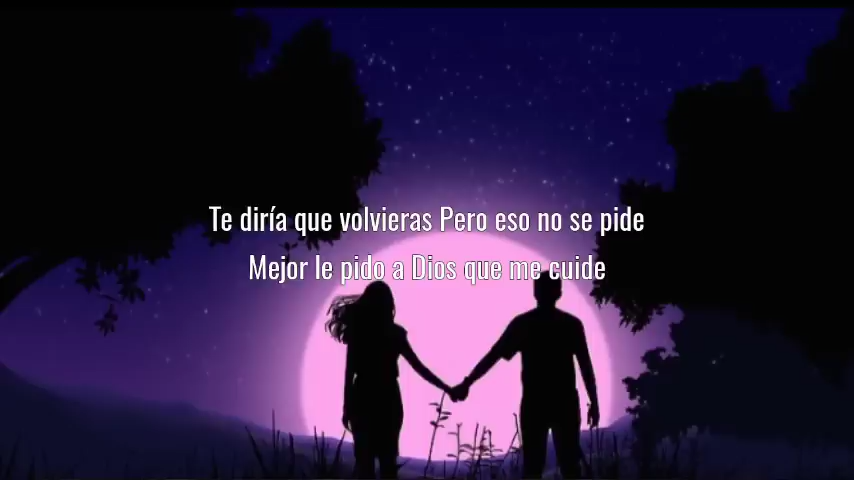 Te diría que volvieras Pero eso no se pide
Mejor le pido a Dios que me cuide